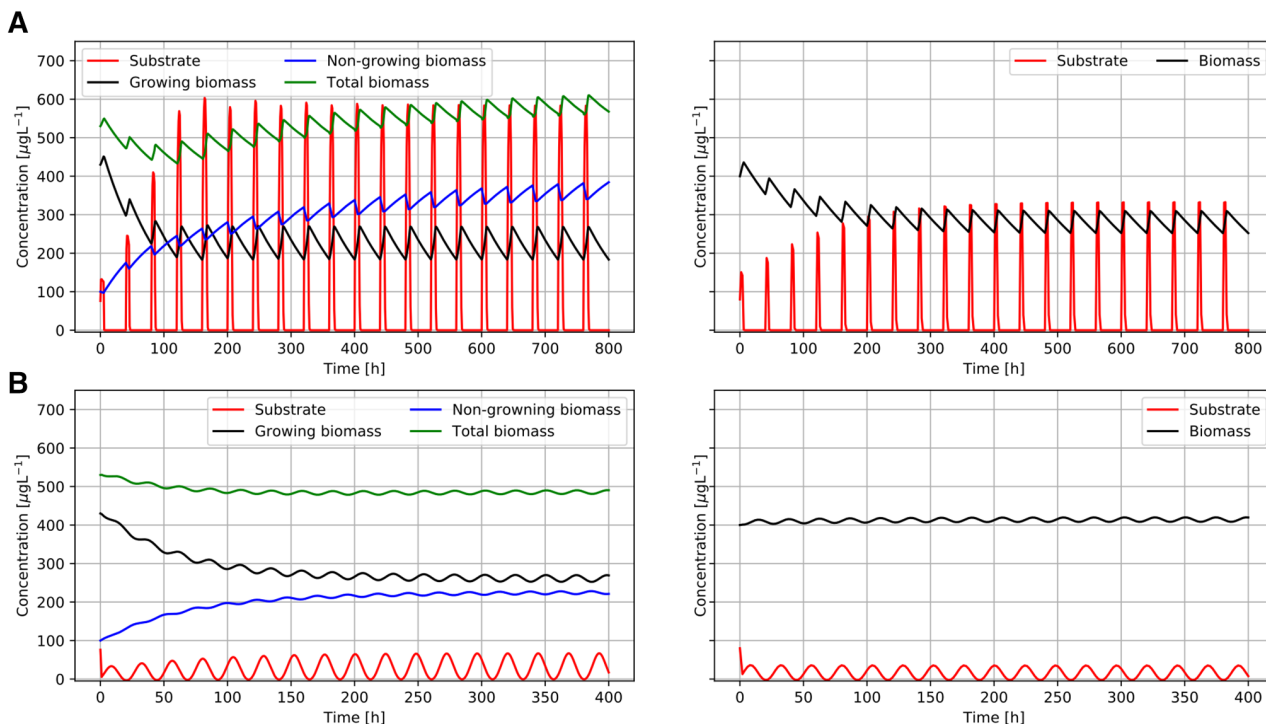 A
Substrate
Growing biomass
Non-growing biomass
Total biomass
Concentration [μgL⁻¹]
700
600
500
400
300
200
100
0
0 100 200 300 400 500 600 700 800
Time [h]
Substrate
Biomass
Concentration [μgL⁻¹]
0 100 200 300 400 500 600 700 800
Time [h]
B
Substrate
Growing biomass
Non-growning biomass
Total biomass
Concentration [μgL⁻¹]
700
600
500
400
300
200
100
0
0 50 100 150 200 250 300 350 400
Time [h]
Substrate
Biomass
Concentration [μgL⁻¹]
0 50 100 150 200 250 300 350 400
Time [h]